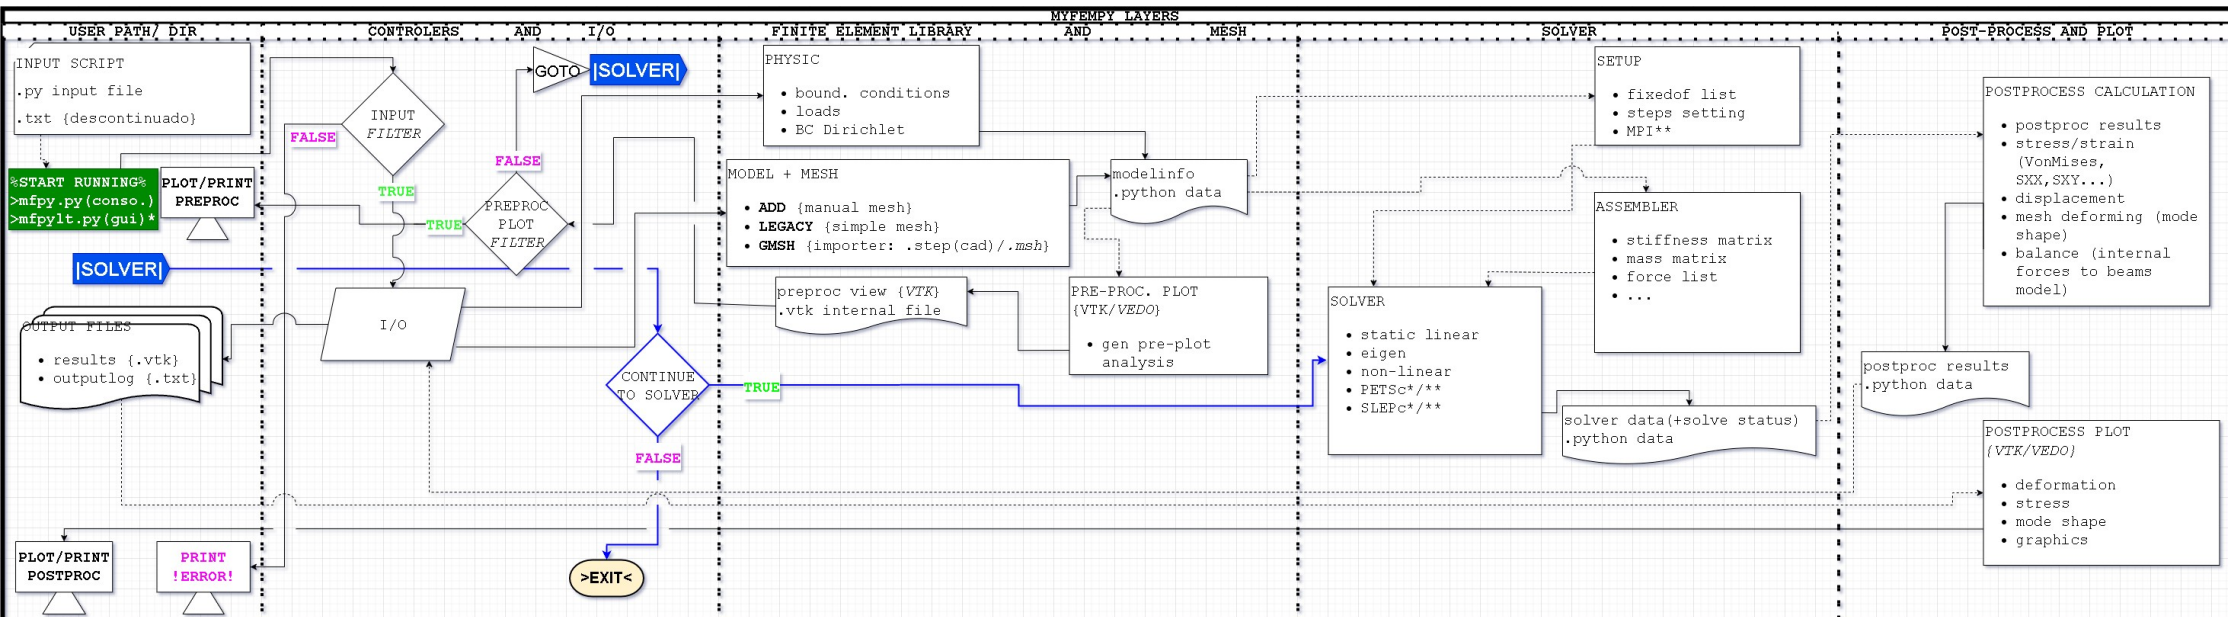 MYFEMPY LAYERS
USER PATH/ DIR
CONTROLERS AND I/O
FINITE ELEMENT LIBRARY AND MESH
SOLVER
POST-PROCESS AND PLOT
INPUT SCRIPT
.py input file
.txt {descontinuado}
%START RUNNING%
>mfpy.py(conso.)
>mfpylt.py(gui)*
PLOT/PRINT
PREPROC
|SOLVER|
OUTPUT FILES
• results {.vtk}
• outputlog {.txt}
PLOT/PRINT
POSTPROC
PRINT
!ERROR!
INPUT
FILTER
FALSE
TRUE
I/O
GOTO
|SOLVER|
FALSE
PREPROC
PLOT
FILTER
TRUE
CONTINUE
TO SOLVER
TRUE
FALSE
>EXIT<
PHYSIC
• bound. conditions
• loads
• BC Dirichlet
MODEL + MESH
• ADD {manual mesh}
• LEGACY {simple mesh}
• GMSH {importer: .step(cad)/.msh}
modelinfo
.python data
preproc view {VTK}
.vtk internal file
PRE-PROC. PLOT
{VTK/VEDO}
• gen pre-plot
analysis
SETUP
• fixedof list
• steps setting
• MPI**
ASSEMBLER
• stiffness matrix
• mass matrix
• force list
• ...
SOLVER
• static linear
• eigen
• non-linear
• PETSc*/**
• SLEPc*/**
solver data(+solve status)
.python data
POSTPROCESS CALCULATION
• postproc results
• stress/strain
(VonMises,
SXX,SXY...)
• displacement
• mesh deforming (mode
shape)
• balance (internal
forces to beams
model)
postproc results
.python data
POSTPROCESS PLOT
{VTK/VEDO}
• deformation
• stress
• mode shape
• graphics